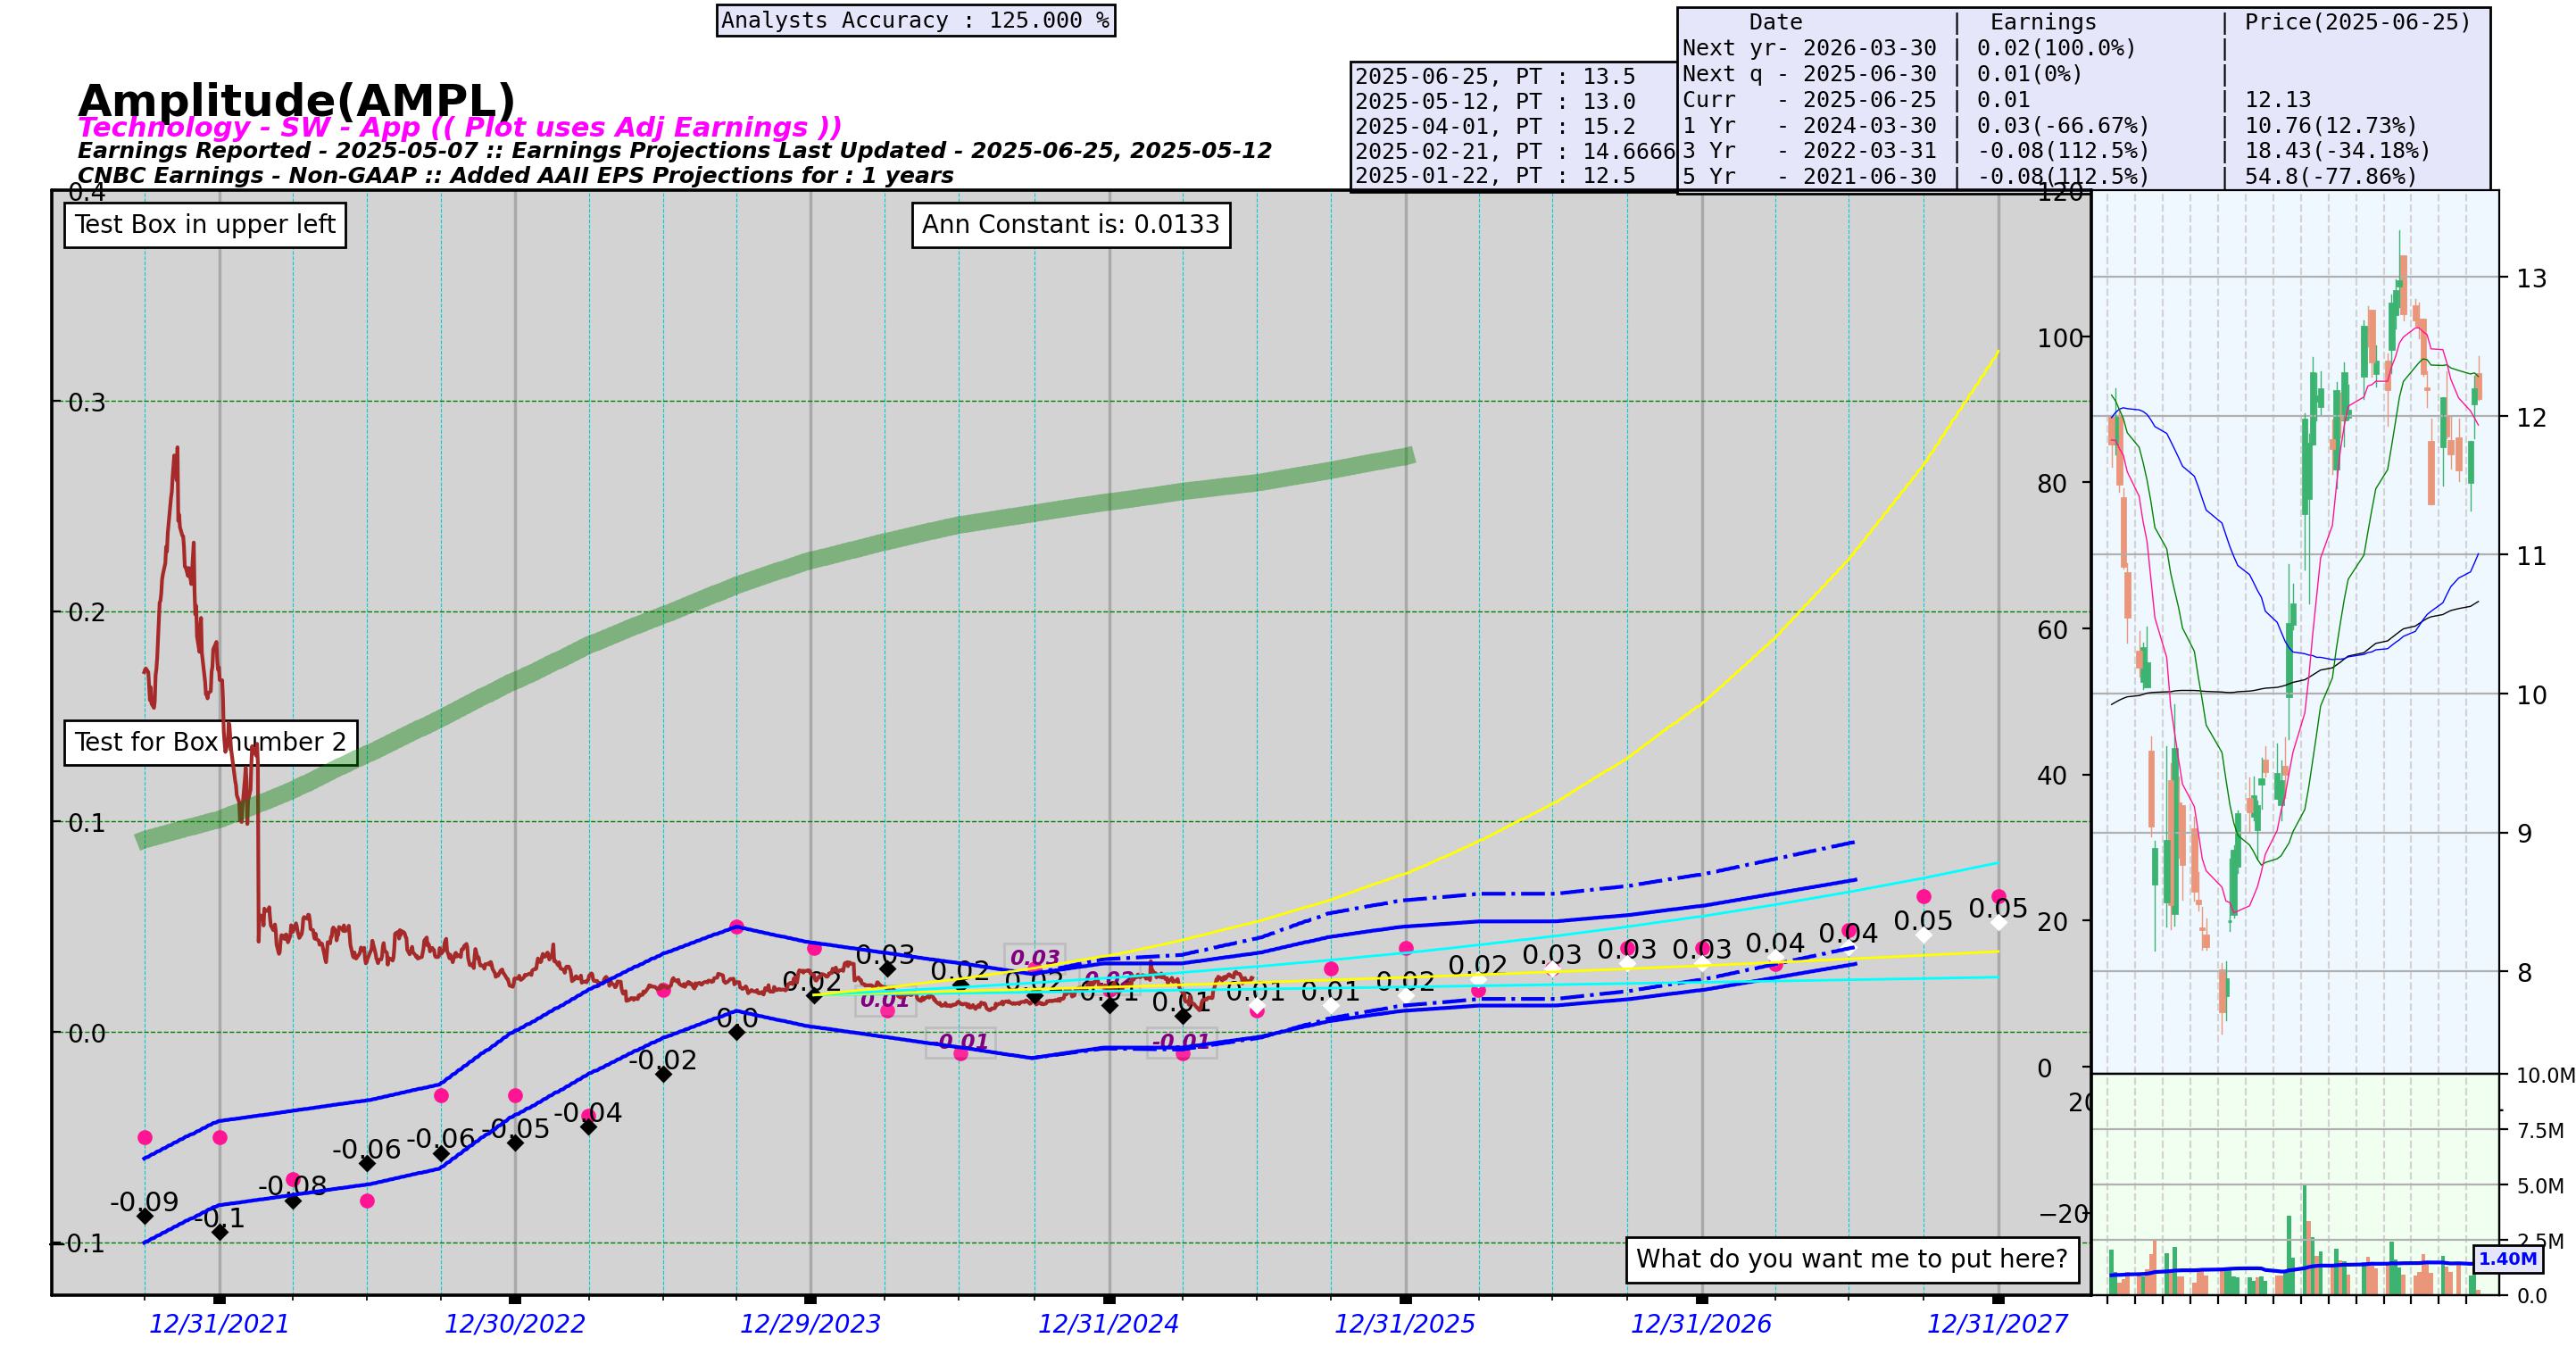 Analysts Accuracy : 125.000 %
Date | Earnings | Price(2025-06-25)
Next yr- 2026-03-30 | 0.02(100.0%) |
Next q - 2025-06-30 | 0.01(0%) |
Curr - 2025-06-25 | 0.01 | 12.13
1 Yr - 2024-03-30 | 0.03(-66.67%) | 10.76(12.73%)
3 Yr - 2022-03-31 | -0.08(112.5%) | 18.43(-34.18%)
5 Yr - 2021-06-30 | -0.08(112.5%) | 54.8(-77.86%)
2025-06-25, PT : 13.5
2025-05-12, PT : 13.0
2025-04-01, PT : 15.2
2025-02-21, PT : 14.6666
2025-01-22, PT : 12.5
Amplitude(AMPL)
Technology - SW - App (( Plot uses Adj Earnings ))
Earnings Reported - 2025-05-07 :: Earnings Projections Last Updated - 2025-06-25, 2025-05-12
CNBC Earnings - Non-GAAP :: Added AAII EPS Projections for : 1 years
Test Box in upper left
Ann Constant is: 0.0133
Test for Box number 2
What do you want me to put here?
0.4
0.3
0.2
0.1
0.0
-0.1
120
100
80
60
40
20
0
−20
13
12
11
10
9
8
10.0M
7.5M
5.0M
2.5M
0.0
1.40M
-0.09
-0.1
-0.08
-0.06
-0.06
-0.05
-0.04
-0.02
0.0
0.02
0.03
0.02
0.02
0.01
0.01
0.01
0.01
0.02
0.02
0.03
0.03
0.03
0.04
0.04
0.05
0.05
0.01
0.01
0.03
0.02
-0.01
12/31/2021
12/30/2022
12/29/2023
12/31/2024
12/31/2025
12/31/2026
12/31/2027